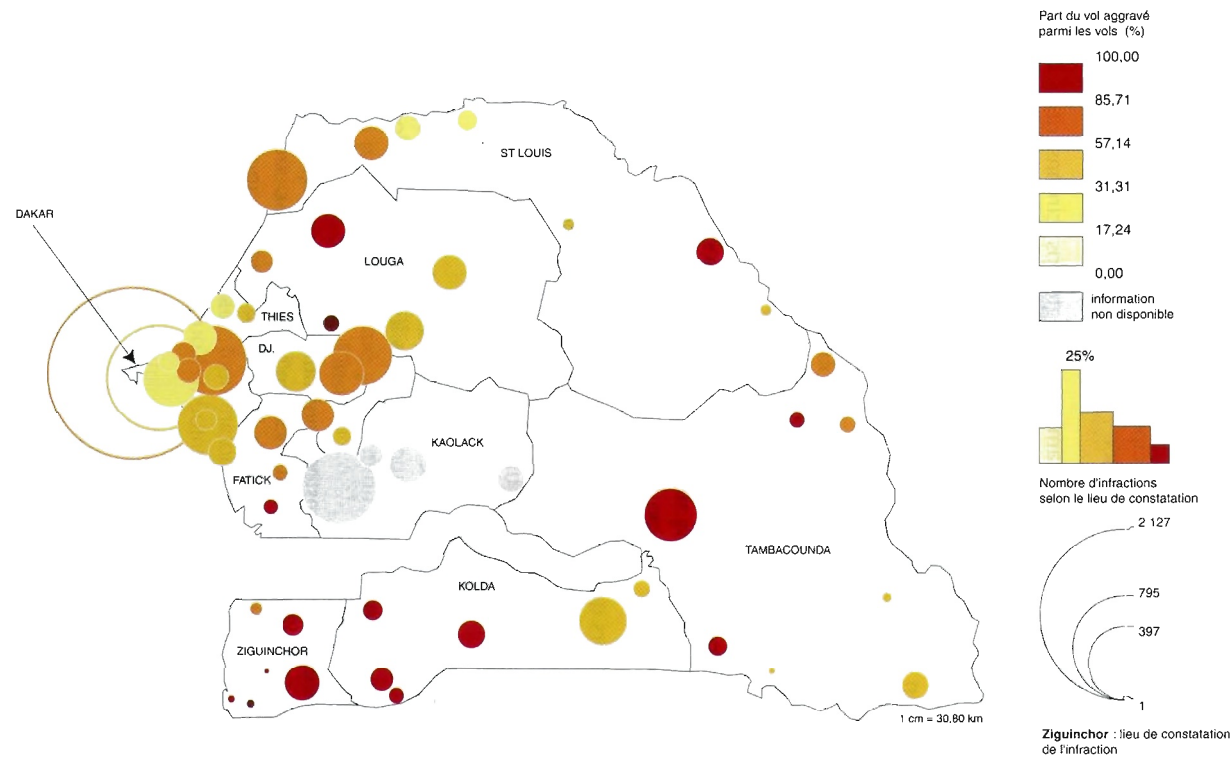 Part du vol aggravé
parmi les vols (%)
100,00
85,71
57,14
31,31
17,24
0,00
information
non disponible
25%
Nombre d'infractions
selon le lieu de constatation
2 127
795
397
1
Ziguinchor : lieu de constatation
de l'infraction
ST LOUIS
DAKAR
LOUGA
THIES
DJ.
KAOLACK
FATICK
TAMBACOUNDA
KOLDA
ZIGUINCHOR
1 cm = 30,80 km